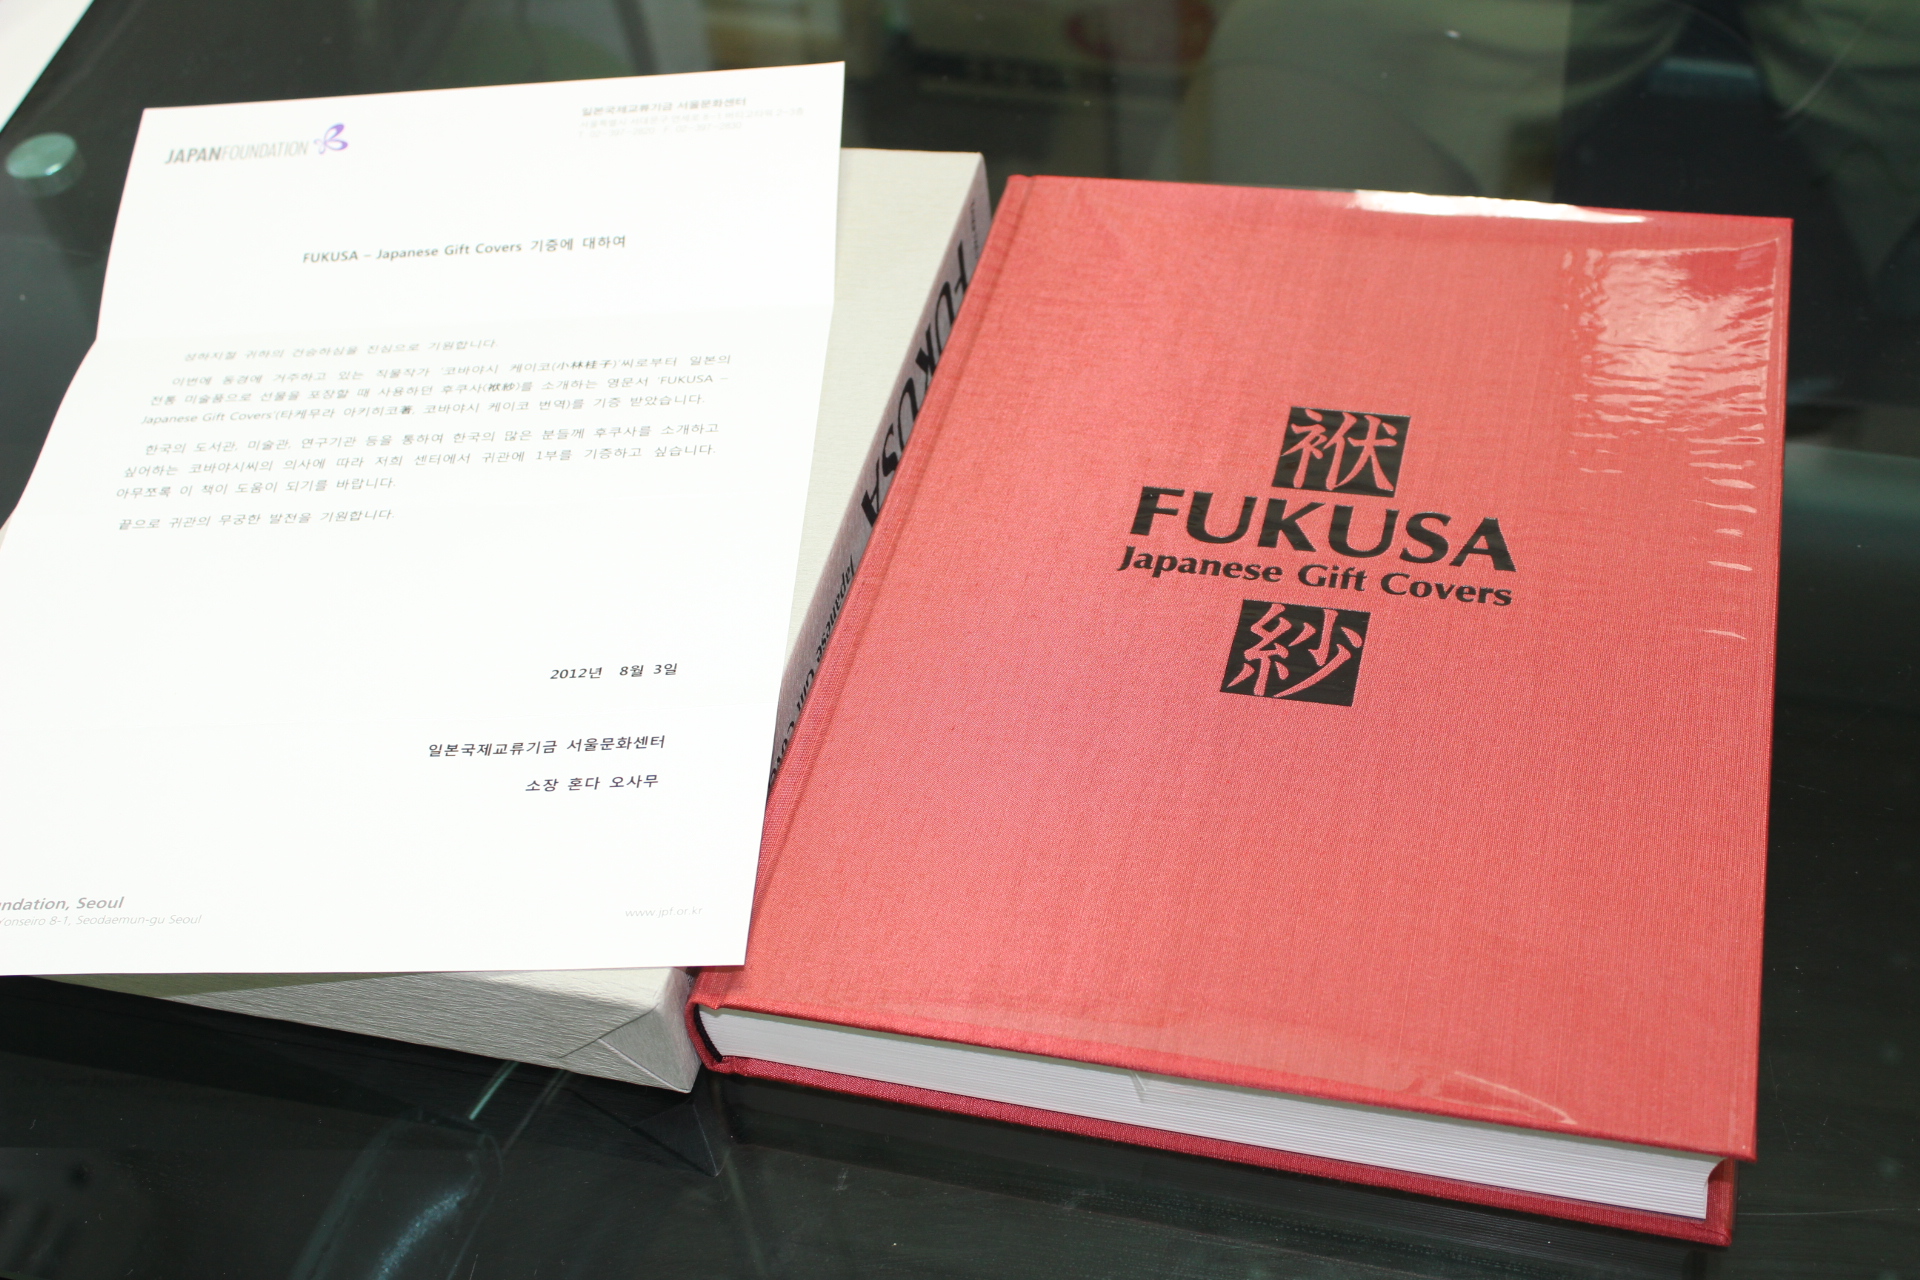 JAPANFOUNDATION
일본국제교류기금 서울문화센터
FUKUSA – Japanese Gift Covers 기증에 대하여
성하지절 귀하의 건승하심을 진심으로 기원합니다.
이번에 동경에 거주하고 있는 직물작가 '코바야시 케이코(小林桂子)'씨로부터 일본의
전통 미술품으로 선물을 포장할 때 사용하던 후쿠사(袱紗)를 소개하는 영문서 'FUKUSA –
Japanese Gift Covers'(타케무라 아키히코著, 코바야시 케이코 번역)를 기증 받았습니다.
한국의 도서관, 미술관, 연구기관 등을 통하여 한국의 많은 분들께 후쿠사를 소개하고
싶어하는 코바야시씨의 의사에 따라 저희 센터에서 귀관에 1부를 기증하고 싶습니다.
아무쪼록 이 책이 도움이 되기를 바랍니다.
끝으로 귀관의 무궁한 발전을 기원합니다.
2012년 8월 3일
일본국제교류기금 서울문화센터
소장 혼다 오사무
ndation, Seoul
Yonseiro 8-1, Seodaemun-gu Seoul
www.jpf.or.kr
FUKUSA
Japanese Gift Covers
袱
FUKUSA
Japanese Gift Covers
紗